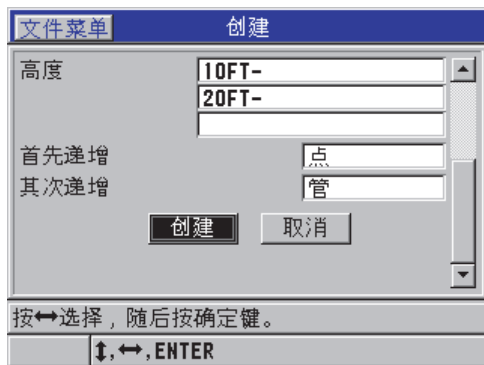 文件菜单 创建
高度 10FT-
20FT-
首先递增 点
其次递增 管
创建 取消
按↔选择，随后按确定键。
↕,↔,ENTER